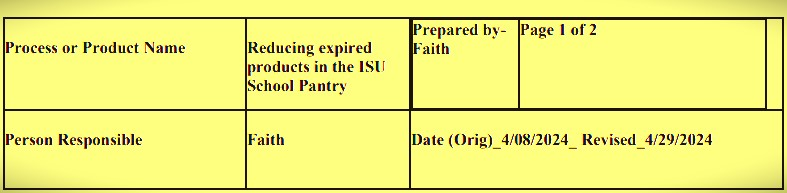 Process or Product Name
Reducing expired
products in the ISU
School Pantry
Prepared by-
Faith
Page 1 of 2
Person Responsible
Faith
Date (Orig)_4/08/2024_ Revised_4/29/2024